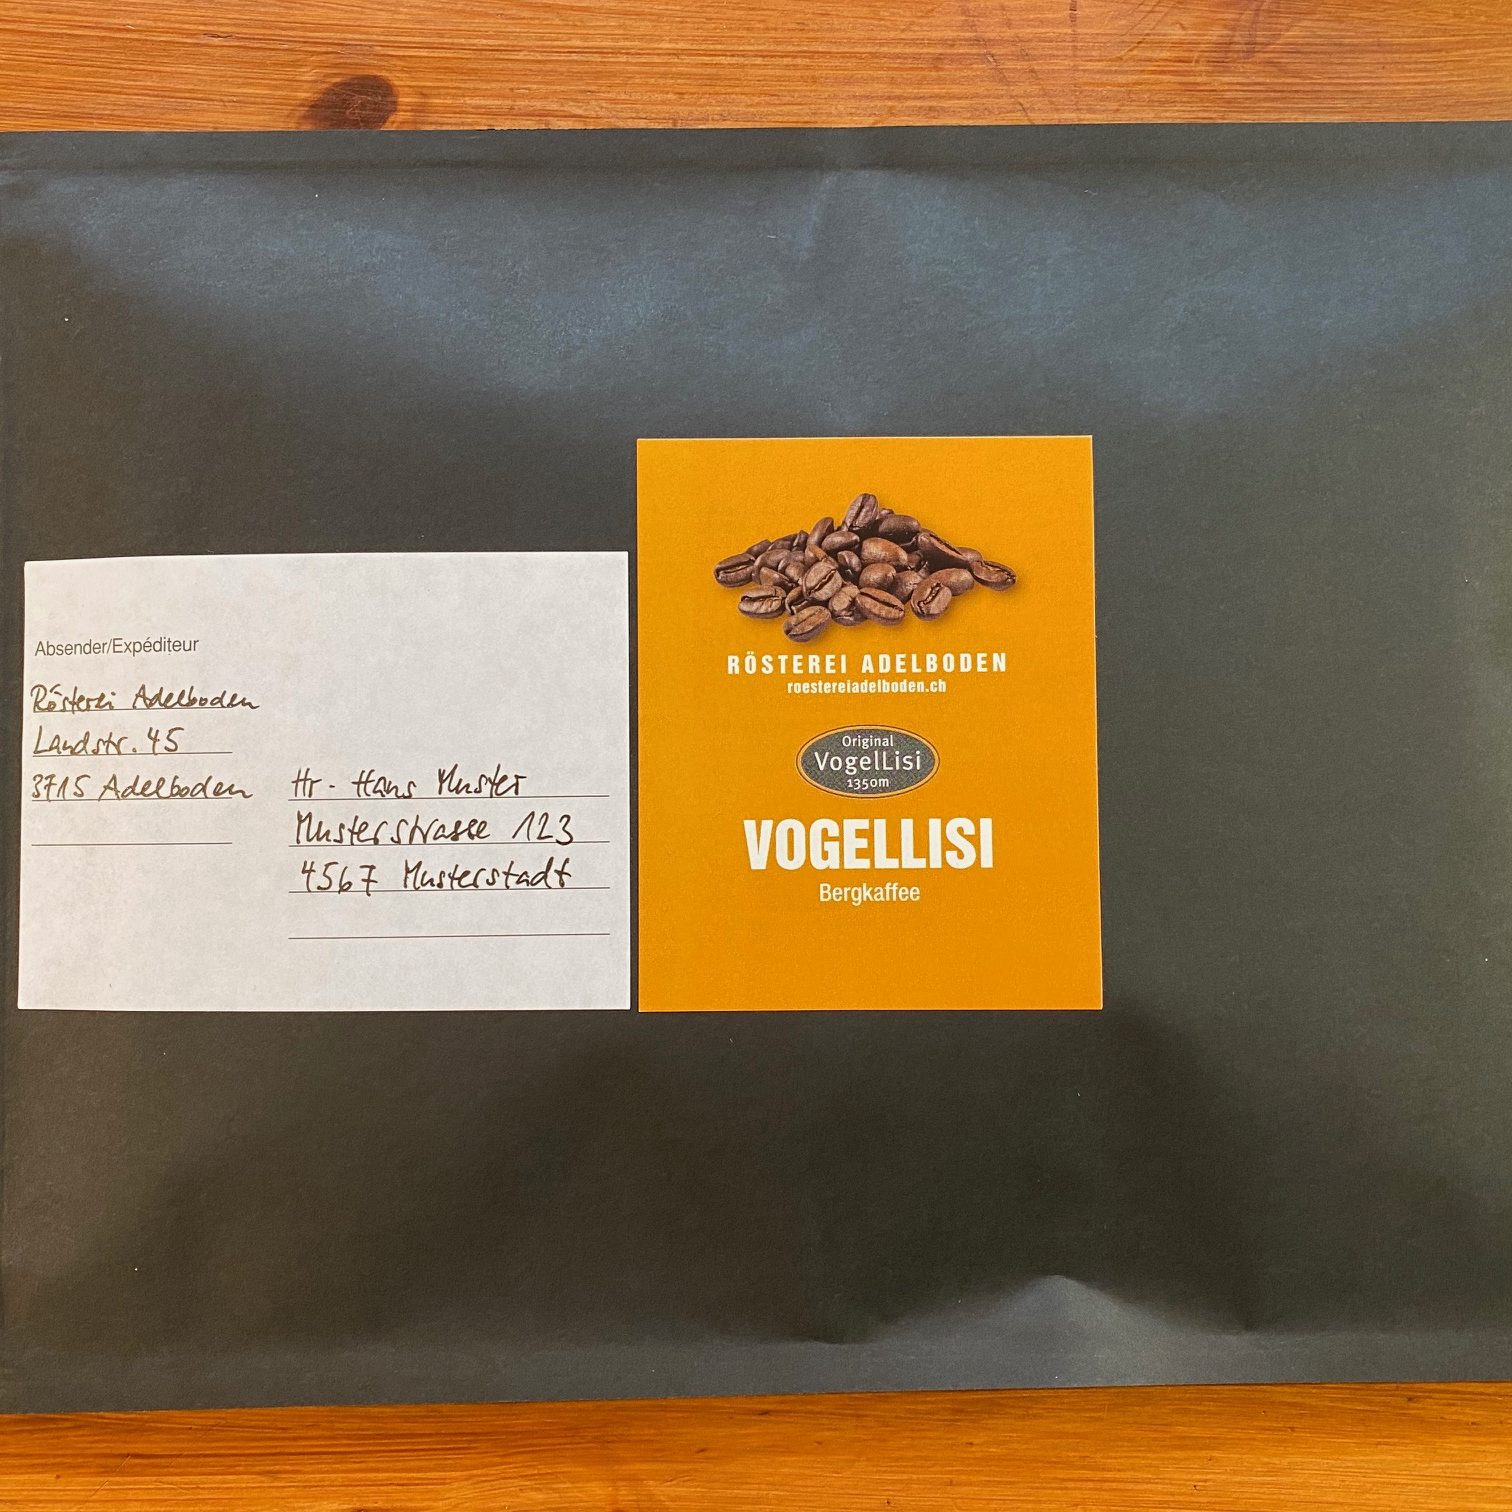 Absender/Expéditeur
Rösterei Adelboden
Landstr. 45
3715 Adelboden
Hr. Hans Muster
Musterstrasse 123
4567 Musterstadt
RÖSTEREI ADELBODEN
roestereiadelboden.ch
Original
VogelLisi
1350m
VOGELLISI
Bergkaffee